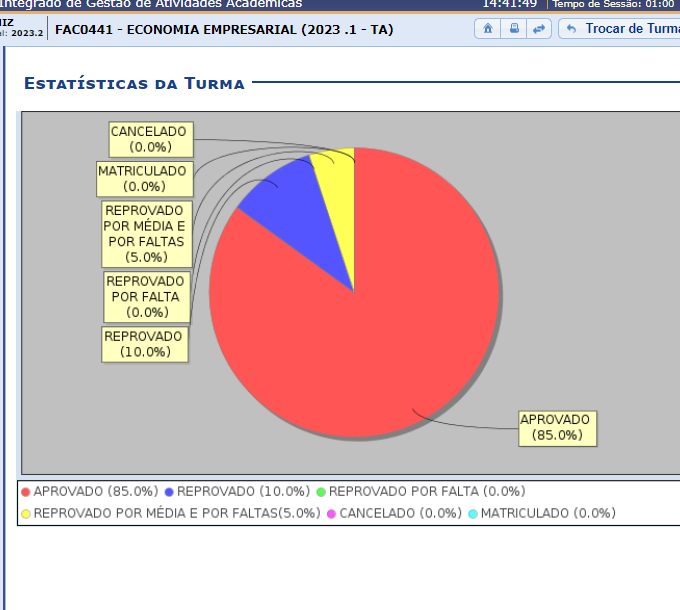 Integrado de Gestão de Atividades Acadêmicas
14:41:49
Tempo de Sessão: 01:00
NIZ
al: 2023.2
FAC0441 - ECONOMIA EMPRESARIAL (2023 .1 - TA)
Trocar de Turma
ESTATÍSTICAS DA TURMA
CANCELADO
(0.0%)
MATRICULADO
(0.0%)
REPROVADO
POR MÉDIA E
POR FALTAS
(5.0%)
REPROVADO
POR FALTA
(0.0%)
REPROVADO
(10.0%)
APROVADO
(85.0%)
APROVADO (85.0%) REPROVADO (10.0%) REPROVADO POR FALTA (0.0%)
REPROVADO POR MÉDIA E POR FALTAS(5.0%) CANCELADO (0.0%) MATRICULADO (0.0%)